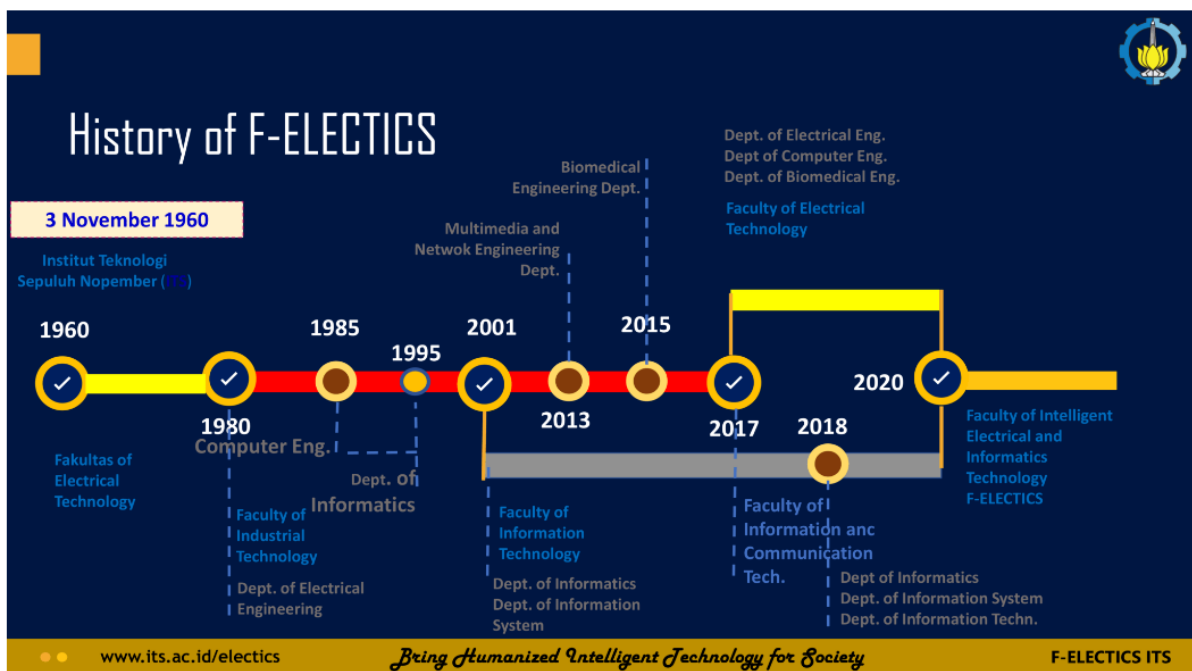 History of F-ELECTICS
3 November 1960
Institut Teknologi
Sepuluh Nopember (ITS)
1960
Fakultas of
Electrical
Technology
1980
Faculty of
Industrial
Technology
Dept. of Electrical
Engineering
1985
Computer Eng.
1995
Dept. of
Informatics
2001
Faculty of
Information
Technology
Dept. of Informatics
Dept. of Information
System
Multimedia and
Netwok Engineering
Dept.
2013
Biomedical
Engineering Dept.
2015
Dept. of Electrical Eng.
Dept of Computer Eng.
Dept. of Biomedical Eng.
Faculty of Electrical
Technology
2017
Faculty of
Information anc
Communication
Tech.
2018
Dept of Informatics
Dept. of Information System
Dept. of Information Techn.
2020
Faculty of Intelligent
Electrical and
Informatics
Technology
F-ELECTICS
www.its.ac.id/electics
Bring Humanized Intelligent Technology for Society
F-ELECTICS ITS